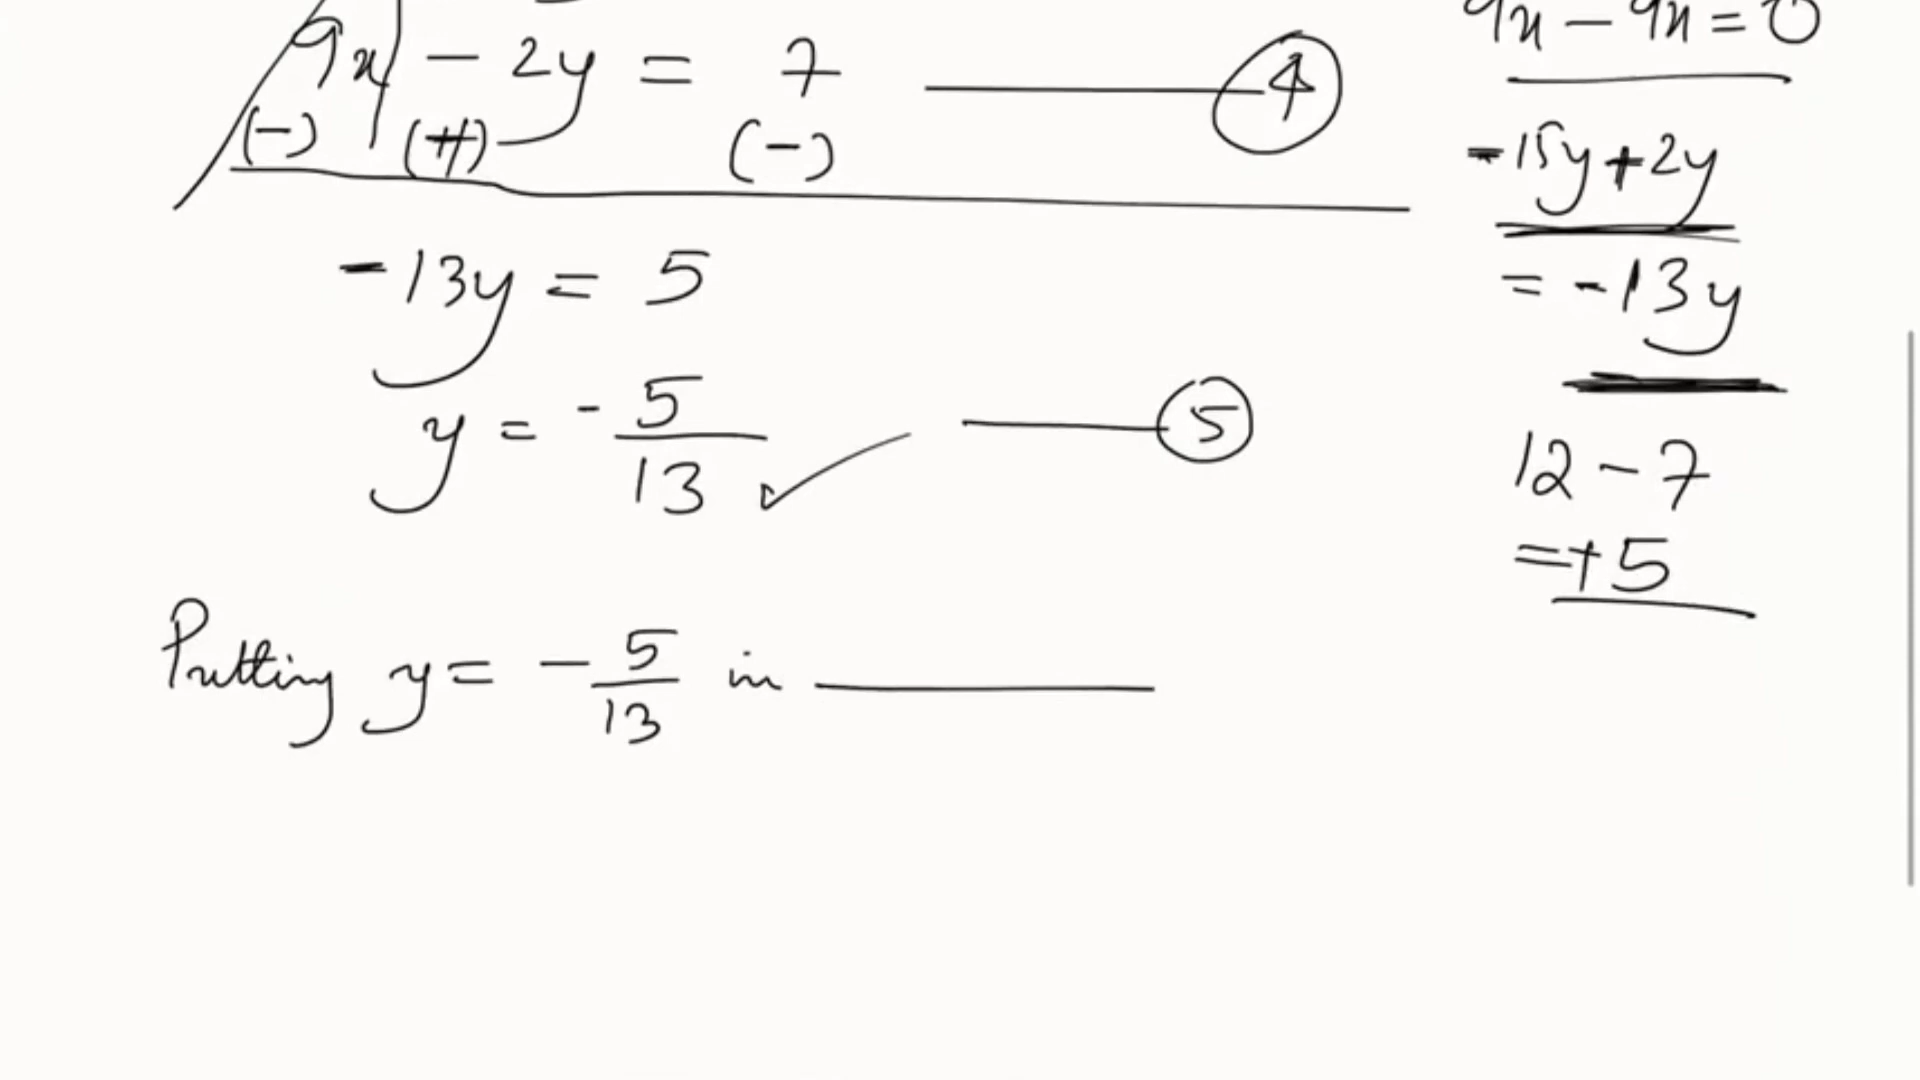 9x - 2y = 7 ④
(-) (+) (-)
-13y = 5
y = - 5/13 ✓ ⑤
Putting y = - 5/13 in ______
9x - 9x = 0
-15y + 2y
= -13y
12 - 7
= +5